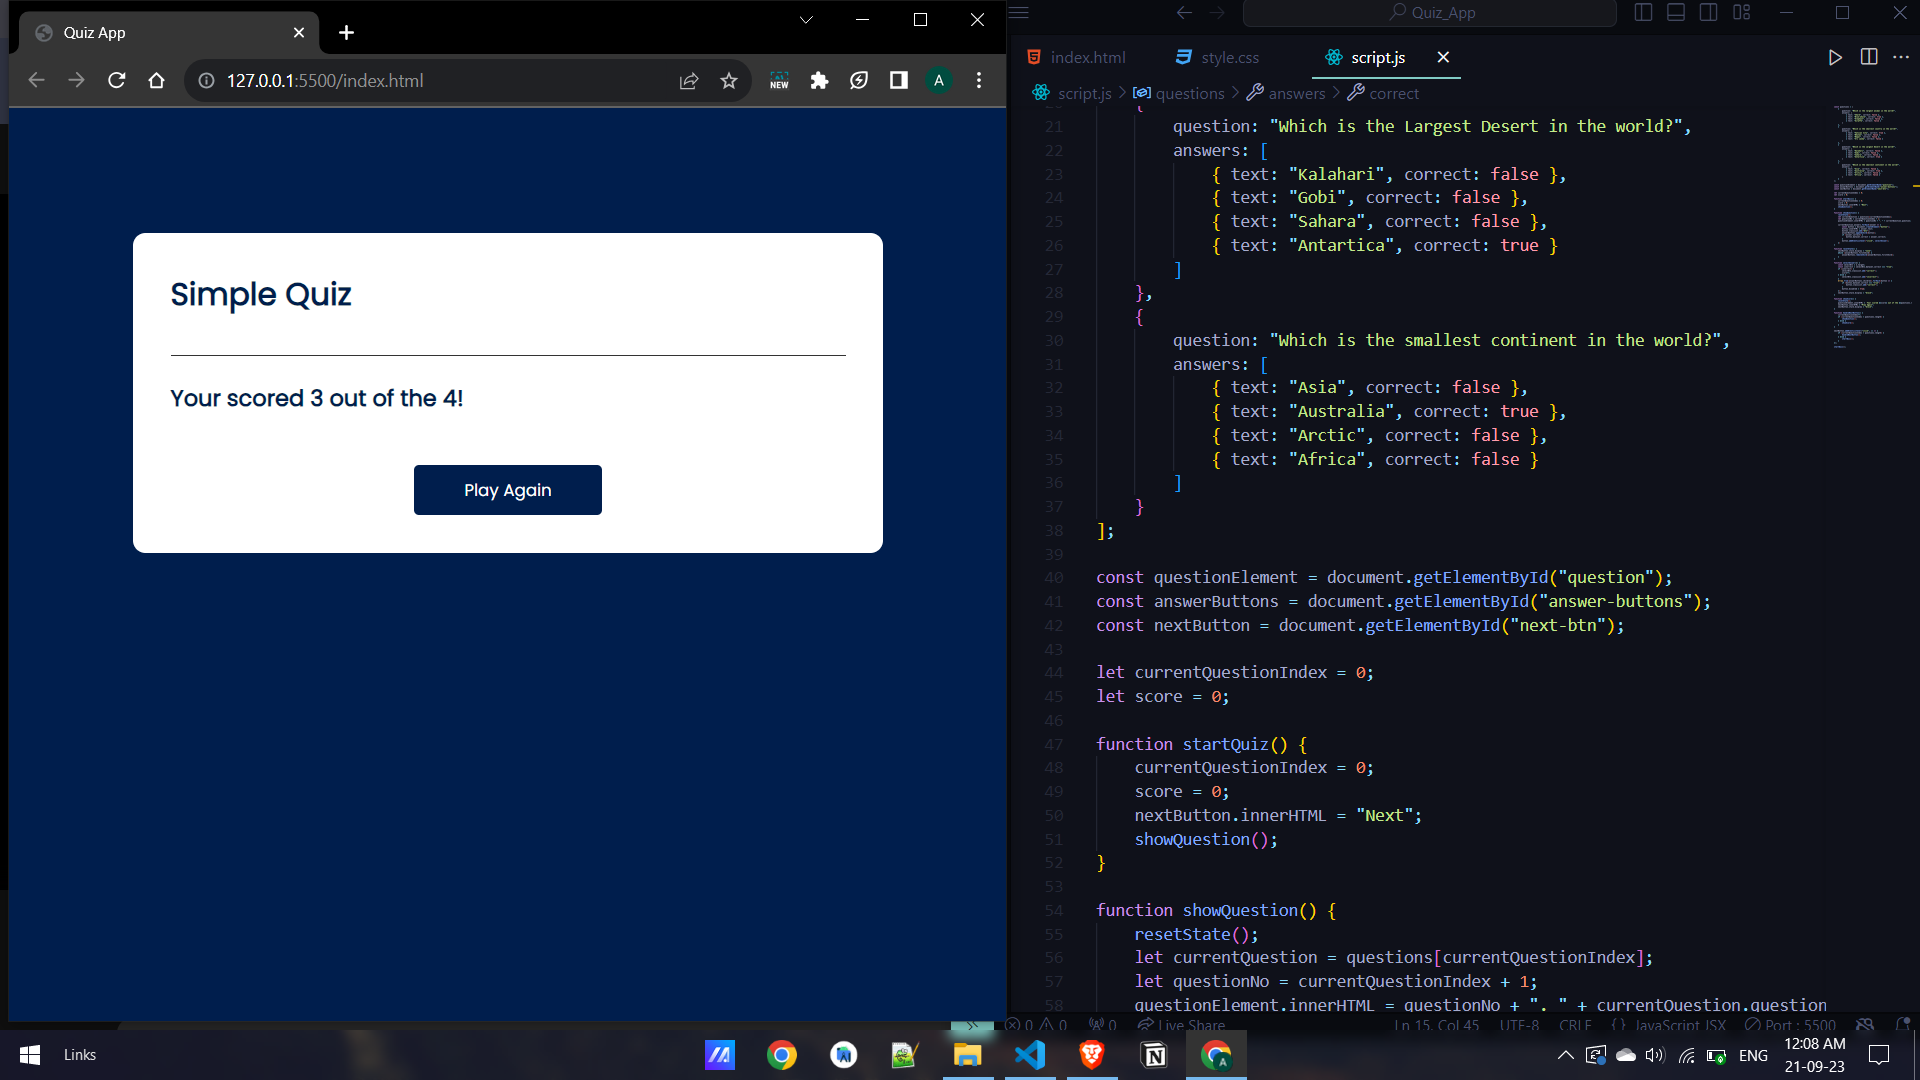 Quiz App
127.0.0.1:5500/index.html
NEW
A
Simple Quiz
Your scored 3 out of the 4!
Play Again
Quiz_App
index.html
style.css
script.js
script.js
questions
answers
correct
21 question: "Which is the Largest Desert in the world?",
22 answers: [
23 { text: "Kalahari", correct: false },
24 { text: "Gobi", correct: false },
25 { text: "Sahara", correct: false },
26 { text: "Antartica", correct: true }
27 ]
28 },
29 {
30 question: "Which is the smallest continent in the world?",
31 answers: [
32 { text: "Asia", correct: false },
33 { text: "Australia", correct: true },
34 { text: "Arctic", correct: false },
35 { text: "Africa", correct: false }
36 ]
37 }
38 ];
39
40 const questionElement = document.getElementById("question");
41 const answerButtons = document.getElementById("answer-buttons");
42 const nextButton = document.getElementById("next-btn");
43
44 let currentQuestionIndex = 0;
45 let score = 0;
46
47 function startQuiz() {
48 currentQuestionIndex = 0;
49 score = 0;
50 nextButton.innerHTML = "Next";
51 showQuestion();
52 }
53
54 function showQuestion() {
55 resetState();
56 let currentQuestion = questions[currentQuestionIndex];
57 let questionNo = currentQuestionIndex + 1;
58 questionElement.innerHTML = questionNo + ". " + currentQuestion.question
0 0 0 Live Share Ln 15, Col 45 UTF-8 CRLF {} JavaScript JSX Port : 5500
Links
ENG
12:08 AM
21-09-23